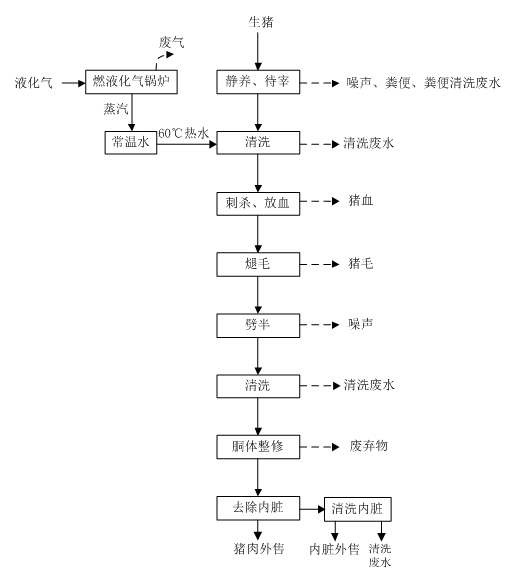 生猪
废气
液化气
燃液化气锅炉
静养、待宰
噪声、粪便、粪便清洗废水
蒸汽
60℃热水
常温水
清洗
清洗废水
刺杀、放血
猪血
煺毛
猪毛
劈半
噪声
清洗
清洗废水
胴体整修
废弃物
去除内脏
清洗内脏
猪肉外售
内脏外售
清洗
废水